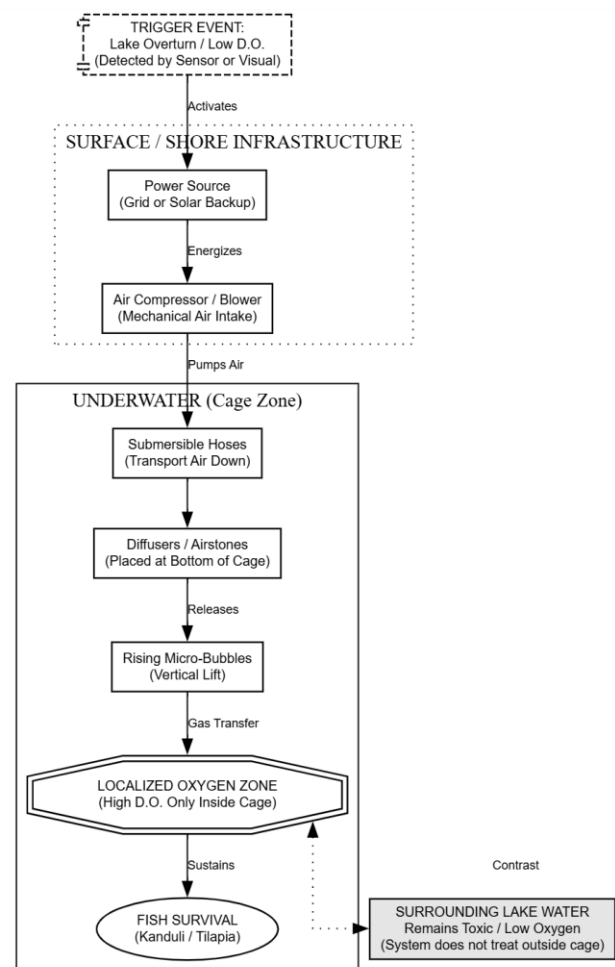 TRIGGER EVENT:
Lake Overturn / Low D.O.
(Detected by Sensor or Visual)
Activates
SURFACE / SHORE INFRASTRUCTURE
Power Source
(Grid or Solar Backup)
Energizes
Air Compressor / Blower
(Mechanical Air Intake)
Pumps Air
UNDERWATER (Cage Zone)
Submersible Hoses
(Transport Air Down)
Diffusers / Airstones
(Placed at Bottom of Cage)
Releases
Rising Micro-Bubbles
(Vertical Lift)
Gas Transfer
LOCALIZED OXYGEN ZONE
(High D.O. Only Inside Cage)
Sustains
Contrast
FISH SURVIVAL
(Kanduli / Tilapia)
SURROUNDING LAKE WATER
Remains Toxic / Low Oxygen
(System does not treat outside cage)